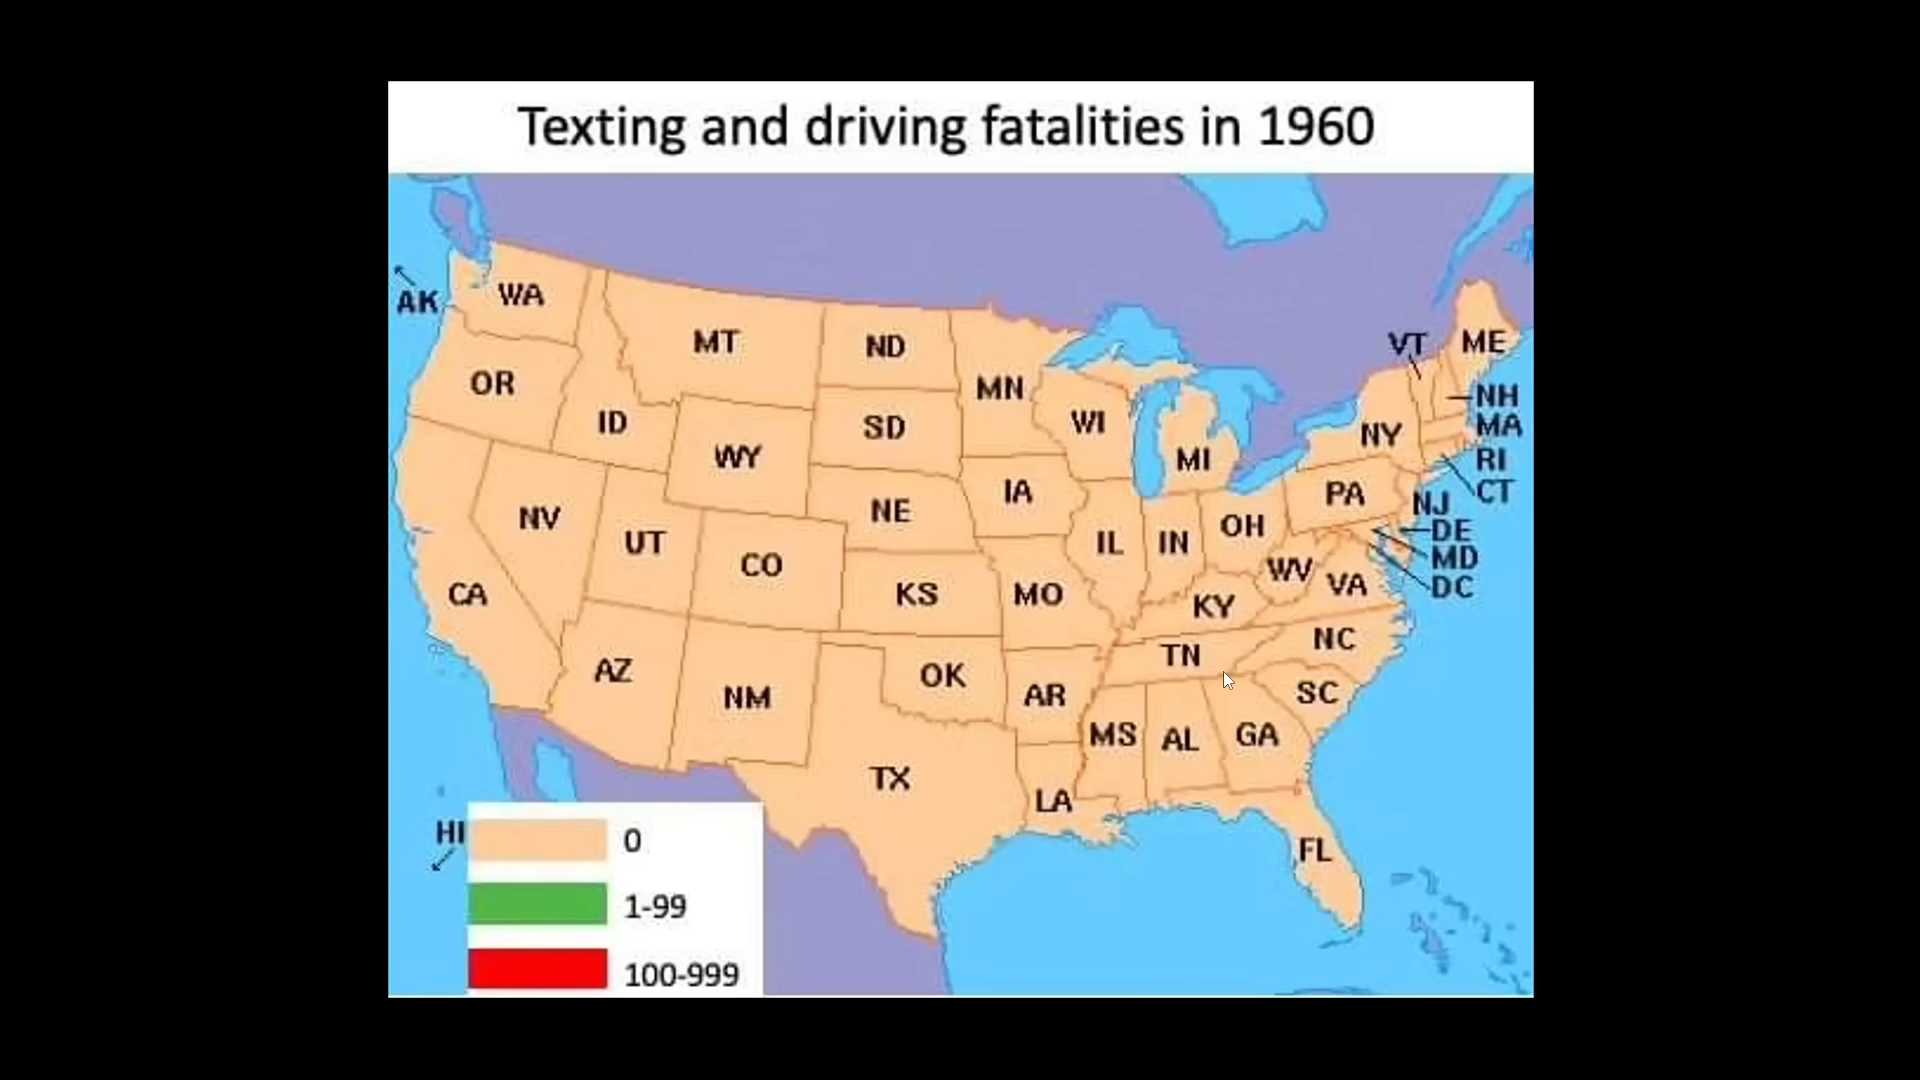 Texting and driving fatalities in 1960
AK
WA
MT
ND
MN
VT
ME
OR
ID
SD
WI
NH
MA
NY
WY
MI
RI
CT
NV
NE
IA
PA
NJ
UT
CO
IL
IN
OH
DE
MD
DC
CA
KS
MO
WV
VA
KY
NC
AZ
NM
OK
AR
TN
SC
TX
MS
AL
GA
LA
HI
FL
0
1-99
100-999